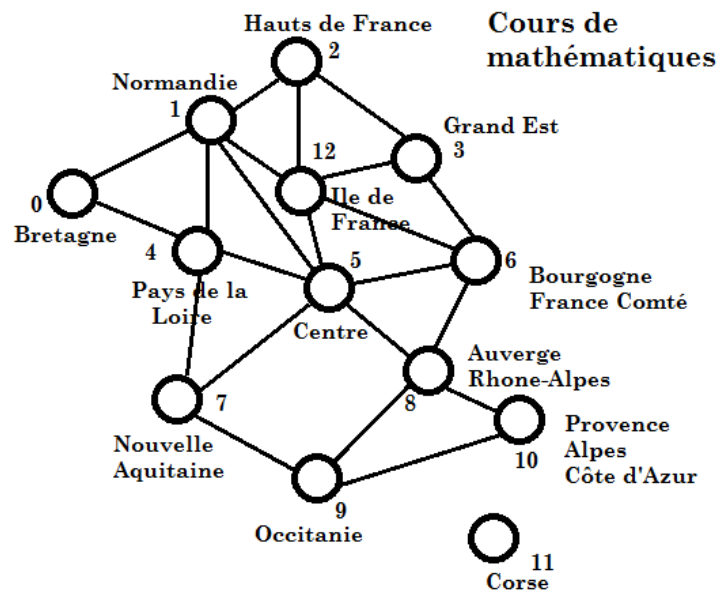 Hauts de France
2
Cours de
mathématiques
Normandie
1
Grand Est
3
12
Ile de
France
0
Bretagne
4
Pays de la
Loire
5
Centre
6
Bourgogne
France Comté
Auverge
Rhone-Alpes
8
7
Nouvelle
Aquitaine
Provence
Alpes
Côte d'Azur
10
9
Occitanie
11
Corse